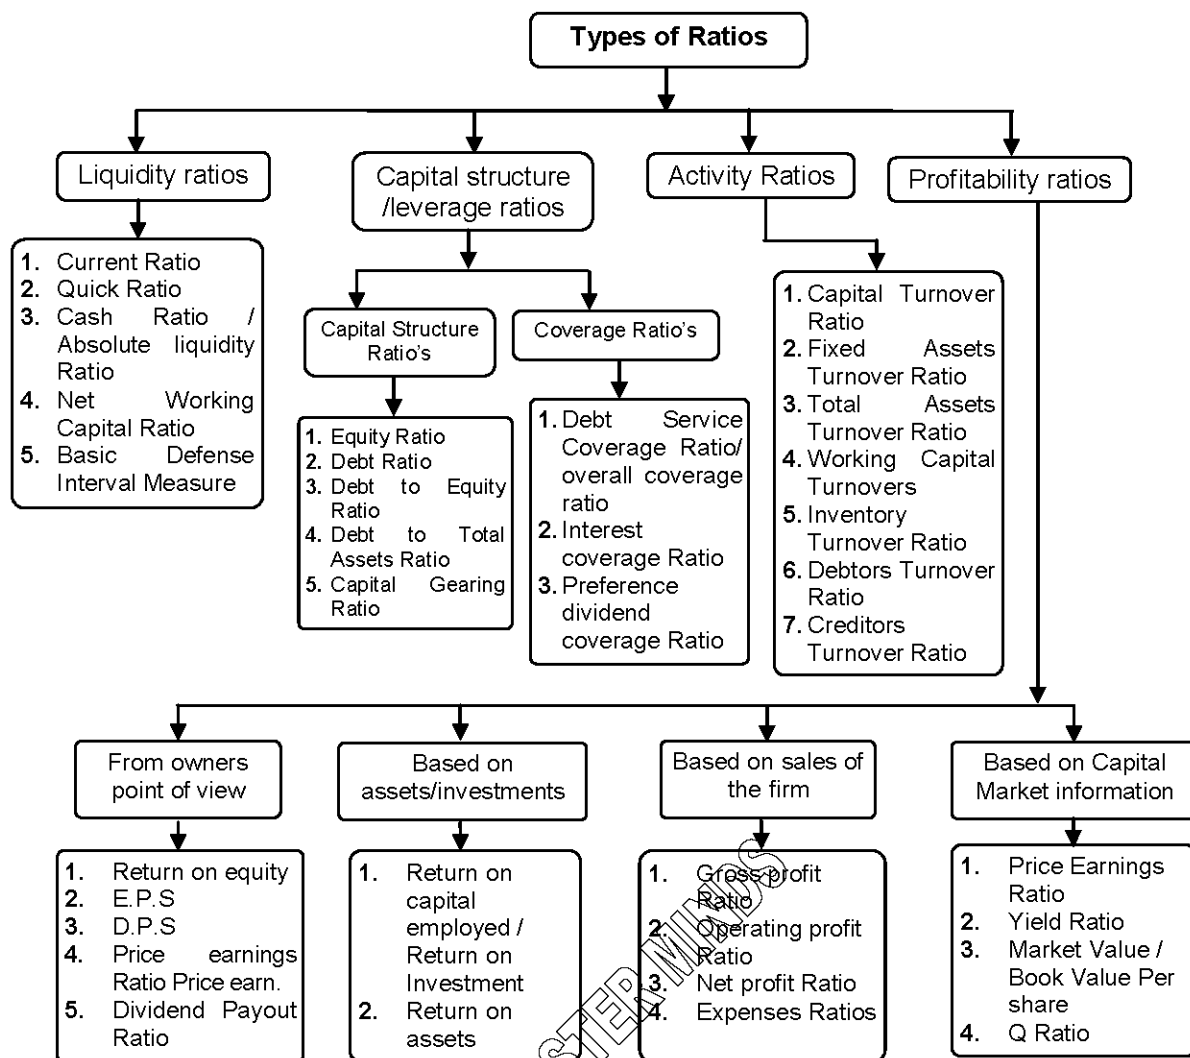 Types of Ratios
Liquidity ratios
Capital structure
/leverage ratios
Activity Ratios
Profitability ratios
1. Current Ratio
2. Quick Ratio
3. Cash Ratio /
Absolute liquidity
Ratio
4. Net Working
Capital Ratio
5. Basic Defense
Interval Measure
Capital Structure
Ratio's
Coverage Ratio's
1. Equity Ratio
2. Debt Ratio
3. Debt to Equity
Ratio
4. Debt to Total
Assets Ratio
5. Capital Gearing
Ratio
1. Debt Service
Coverage Ratio/
overall coverage
ratio
2. Interest
coverage Ratio
3. Preference
dividend
coverage Ratio
1. Capital Turnover
Ratio
2. Fixed Assets
Turnover Ratio
3. Total Assets
Turnover Ratio
4. Working Capital
Turnovers
5. Inventory
Turnover Ratio
6. Debtors Turnover
Ratio
7. Creditors
Turnover Ratio
From owners
point of view
Based on
assets/investments
Based on sales of
the firm
Based on Capital
Market information
1. Return on equity
2. E.P.S
3. D.P.S
4. Price earnings
Ratio Price earn.
5. Dividend Payout
Ratio
1. Return on
capital
employed /
Return on
Investment
2. Return on
assets
1. Gross profit
Ratio
2. Operating profit
Ratio
3. Net profit Ratio
4. Expenses Ratios
1. Price Earnings
Ratio
2. Yield Ratio
3. Market Value /
Book Value Per
share
4. Q Ratio
STER MINDS